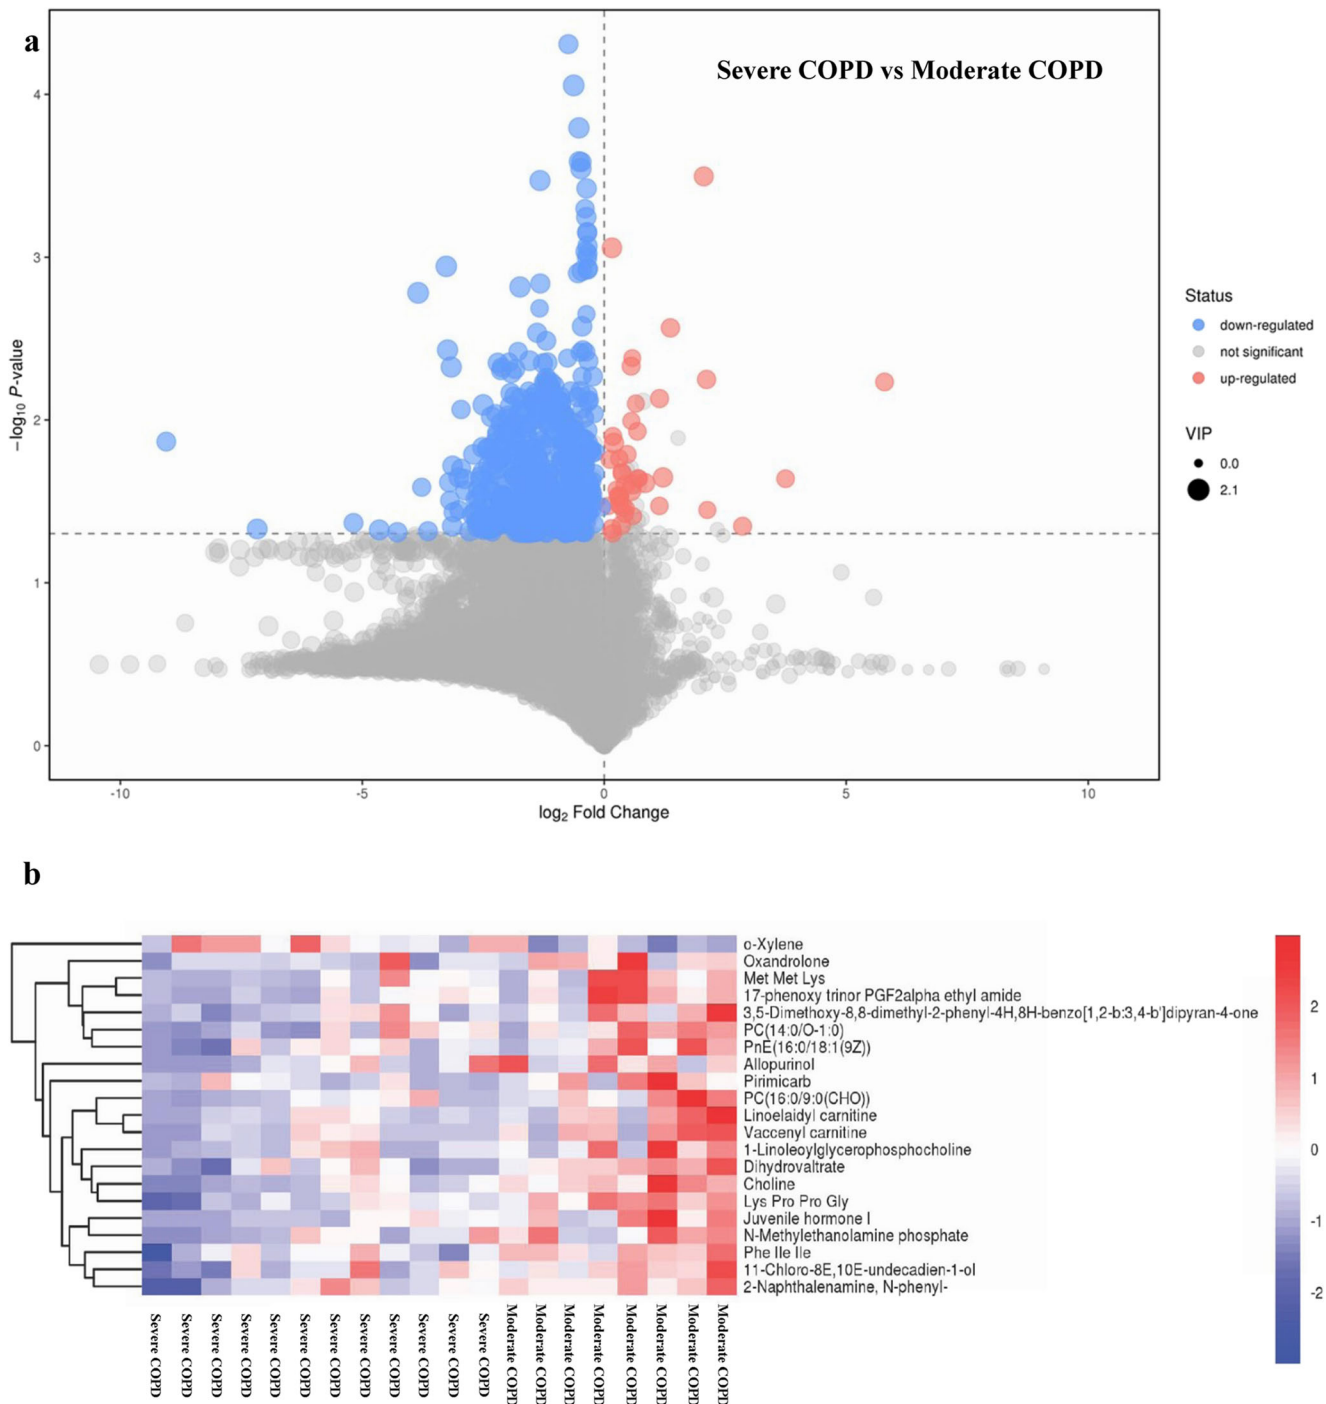 a
Severe COPD vs Moderate COPD
4
3
2
1
0
-10
-5
0
5
10
−log10 P-value
log2 Fold Change
Status
down-regulated
not significant
up-regulated
VIP
0.0
2.1
b
o-Xylene
Oxandrolone
Met Met Lys
17-phenoxy trinor PGF2alpha ethyl amide
3,5-Dimethoxy-8,8-dimethyl-2-phenyl-4H,8H-benzo[1,2-b:3,4-b']dipyran-4-one
PC(14:0/O-1:0)
PnE(16:0/18:1(9Z))
Allopurinol
Pirimicarb
PC(16:0/9:0(CHO))
Linoelaidyl carnitine
Vaccenyl carnitine
1-Linoleoylglycerophosphocholine
Dihydrovaltrate
Choline
Lys Pro Pro Gly
Juvenile hormone I
N-Methylethanolamine phosphate
Phe Ile Ile
11-Chloro-8E,10E-undecadien-1-ol
2-Naphthalenamine, N-phenyl-
2
1
0
-1
-2
Severe COPD
Severe COPD
Severe COPD
Severe COPD
Severe COPD
Severe COPD
Severe COPD
Severe COPD
Severe COPD
Severe COPD
Severe COPD
Severe COPD
Moderate COPD
Moderate COPD
Moderate COPD
Moderate COPD
Moderate COPD
Moderate COPD
Moderate COPD
Moderate COPD